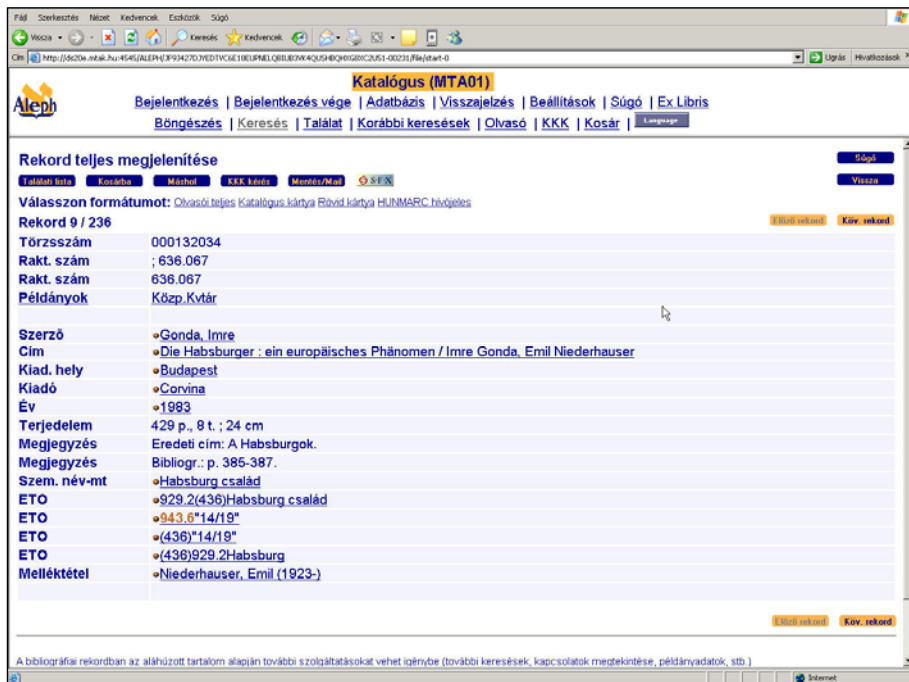 Fájl Szerkesztés Nézet Kedvencek Eszközök Súgó
Vissza Keresés Kedvencek
Cím
Ugrás Hivatkozások
Aleph
Katalógus (MTA01)
Bejelentkezés | Bejelentkezés vége | Adatbázis | Visszajelzés | Beállítások | Súgó | Ex Libris
Böngészés | Keresés | Találat | Korábbi keresések | Olvasó | KKK | Kosár | Language
Rekord teljes megjelenítése
Súgó
Találati lista Kosárba Máshol KKK kérés Mentés/Mail S·F·X
Vissza
Válasszon formátumot: Olvasói teljes Katalógus kártya Rövid kártya HUNMARC hívójeles
Rekord 9 / 236
Előző rekord Köv. rekord
Törzsszám 000132034
Rakt. szám ; 636.067
Rakt. szám 636.067
Példányok Közp.Kvtár
Szerző Gonda, Imre
Cím Die Habsburger : ein europäisches Phänomen / Imre Gonda, Emil Niederhauser
Kiad. hely Budapest
Kiadó Corvina
Év 1983
Terjedelem 429 p., 8 t. ; 24 cm
Megjegyzés Eredeti cím: A Habsburgok.
Megjegyzés Bibliogr.: p. 385-387.
Szem. név-mt Habsburg család
ETO 929.2(436)Habsburg család
ETO 943.6"14/19"
ETO (436)"14/19"
ETO (436)929.2Habsburg
Melléktétel Niederhauser, Emil (1923-)
Előző rekord Köv. rekord
A bibliográfiai rekordban az aláhúzott tartalom alapján további szolgáltatásokat vehet igénybe (további keresések, kapcsolatok megtekintése, példányadatok, stb.)
Internet